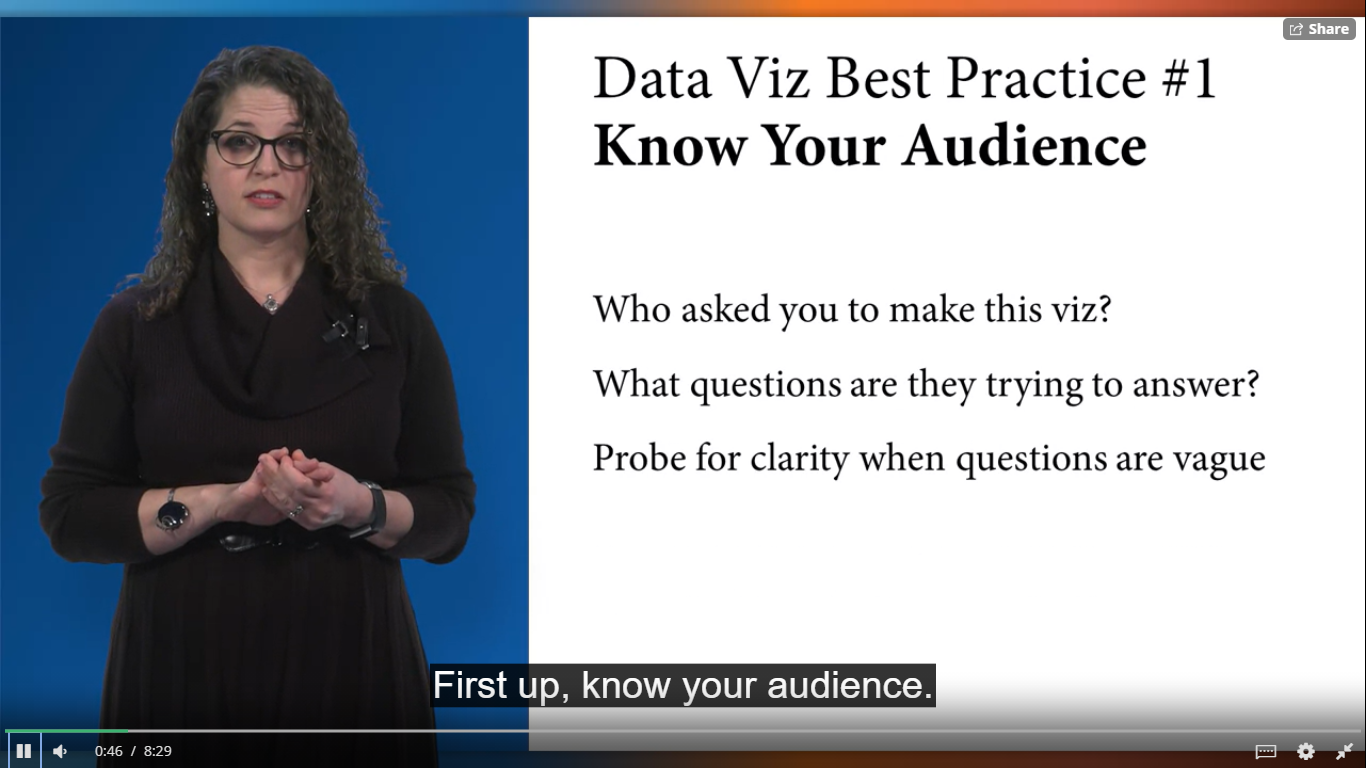 Share
Data Viz Best Practice #1
Know Your Audience
Who asked you to make this viz?
What questions are they trying to answer?
Probe for clarity when questions are vague
First up, know your audience.
0:46 / 8:29